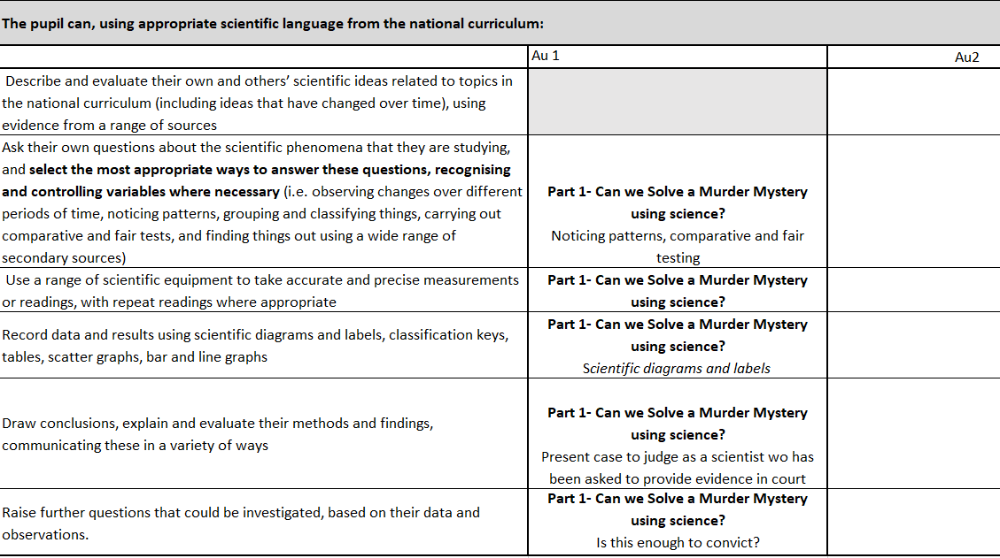 The pupil can, using appropriate scientific language from the national curriculum:
Au 1
Au2
Describe and evaluate their own and others’ scientific ideas related to topics in
the national curriculum (including ideas that have changed over time), using
evidence from a range of sources
Ask their own questions about the scientific phenomena that they are studying,
and select the most appropriate ways to answer these questions, recognising
and controlling variables where necessary (i.e. observing changes over different
periods of time, noticing patterns, grouping and classifying things, carrying out
comparative and fair tests, and finding things out using a wide range of
secondary sources)
Part 1- Can we Solve a Murder Mystery
using science?
Noticing patterns, comparative and fair
testing
Use a range of scientific equipment to take accurate and precise measurements
or readings, with repeat readings where appropriate
Part 1- Can we Solve a Murder Mystery
using science?
Record data and results using scientific diagrams and labels, classification keys,
tables, scatter graphs, bar and line graphs
Part 1- Can we Solve a Murder Mystery
using science?
Scientific diagrams and labels
Draw conclusions, explain and evaluate their methods and findings,
communicating these in a variety of ways
Part 1- Can we Solve a Murder Mystery
using science?
Present case to judge as a scientist wo has
been asked to provide evidence in court
Raise further questions that could be investigated, based on their data and
observations.
Part 1- Can we Solve a Murder Mystery
using science?
Is this enough to convict?